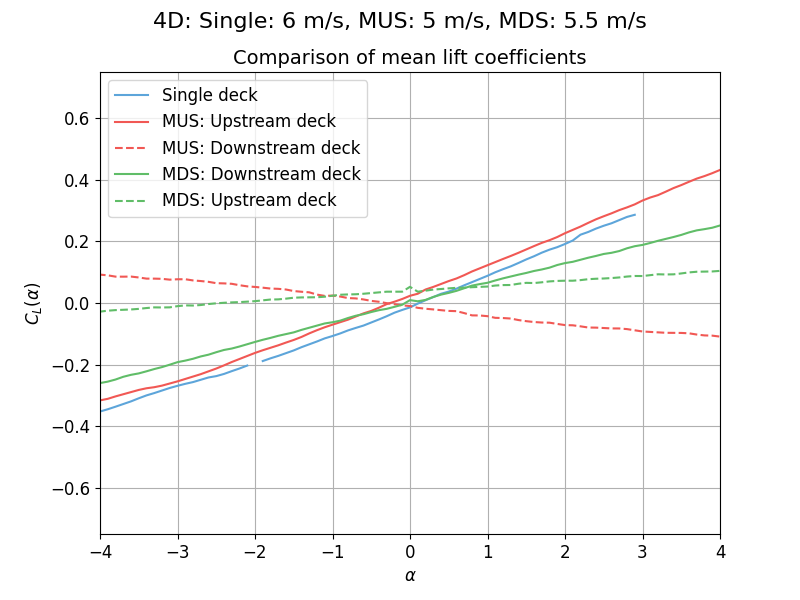 4D: Single: 6 m/s, MUS: 5 m/s, MDS: 5.5 m/s
Comparison of mean lift coefficients
Single deck
MUS: Upstream deck
MUS: Downstream deck
MDS: Downstream deck
MDS: Upstream deck
C_L(α)
0.6
0.4
0.2
0.0
−0.2
−0.4
−0.6
−4 −3 −2 −1 0 1 2 3 4
α